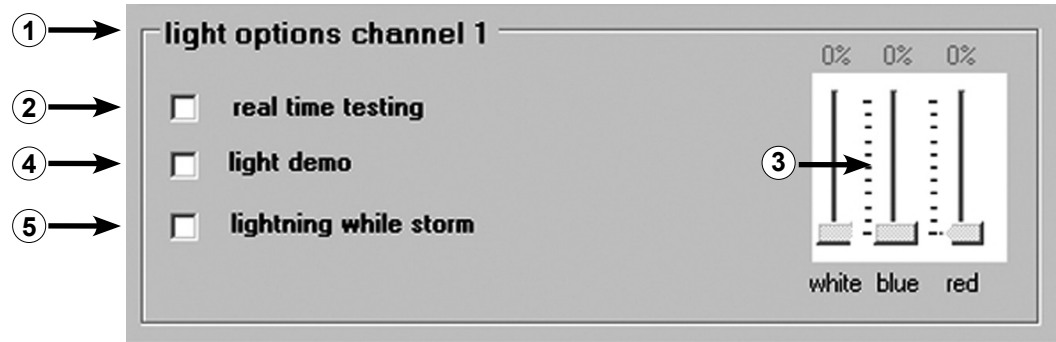 1 light options channel 1
0% 0% 0%
2 real time testing
4 light demo
3
5 lightning while storm
white blue red